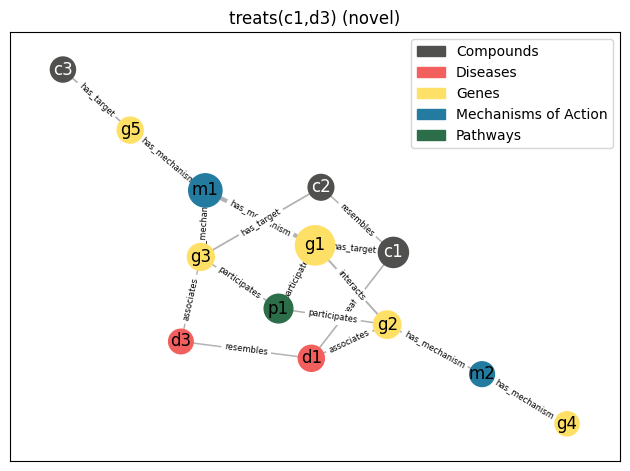 treats(c1,d3) (novel)
Compounds
Diseases
Genes
Mechanisms of Action
Pathways
c3
has_target
g5
has_mechanism
m1
c2
resembles
has_mechanism
has_target
g1
has_target
c1
g3
participates
interacts
participates
associates
p1
participates
g2
d3
resembles
d1
associates
has_mechanism
m2
has_mechanism
g4